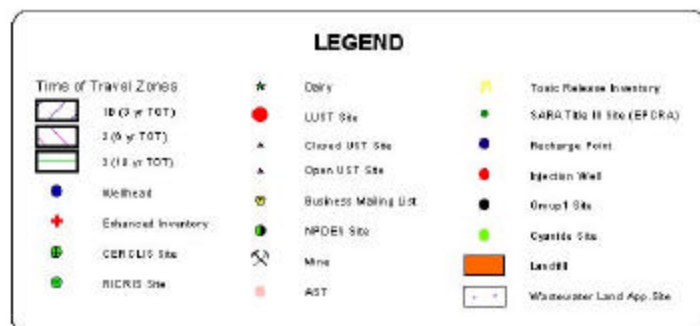 LEGEND
Time of Travel Zones
1B (3 yr TOT)
2 (6 yr TOT)
3 (10 yr TOT)
Wellhead
Enhanced Inventory
CERCLIS Site
RICRIS Site
Dairy
LUST Site
Closed UST Site
Open UST Site
Business Mailing List
NPDES Site
Mine
AST
Toxic Release Inventory
SARA Title III Site (EPCRA)
Recharge Point
Injection Well
Group1 Site
Cyanide Site
Landfill
Wastewater Land App. Site